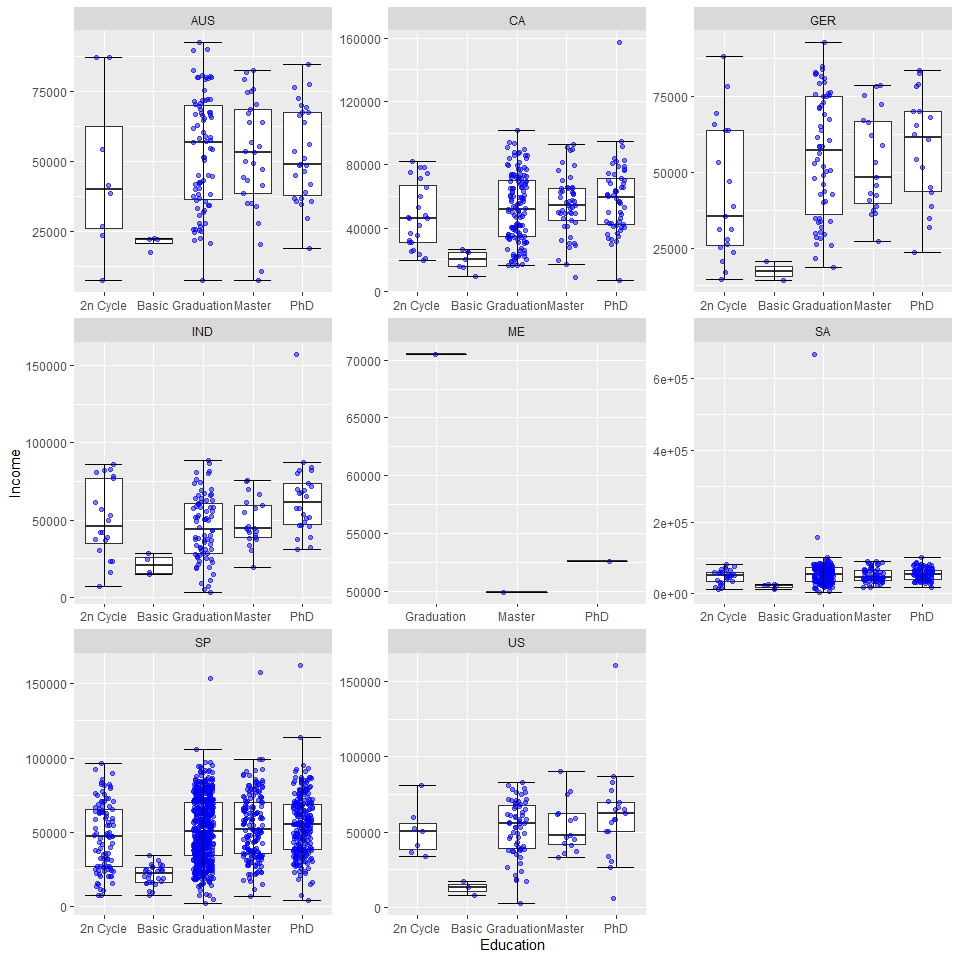 AUS
CA
GER
75000
50000
25000
160000
120000
80000
40000
0
75000
50000
25000
2n Cycle Basic Graduation Master PhD
2n Cycle Basic Graduation Master PhD
2n Cycle Basic Graduation Master PhD
IND
ME
SA
150000
100000
50000
0
70000
65000
60000
55000
50000
6e+05
4e+05
2e+05
0e+00
2n Cycle Basic Graduation Master PhD
Graduation Master PhD
2n Cycle Basic Graduation Master PhD
Income
SP
US
150000
100000
50000
0
150000
100000
50000
0
2n Cycle Basic Graduation Master PhD
2n Cycle Basic Graduation Master PhD
Education